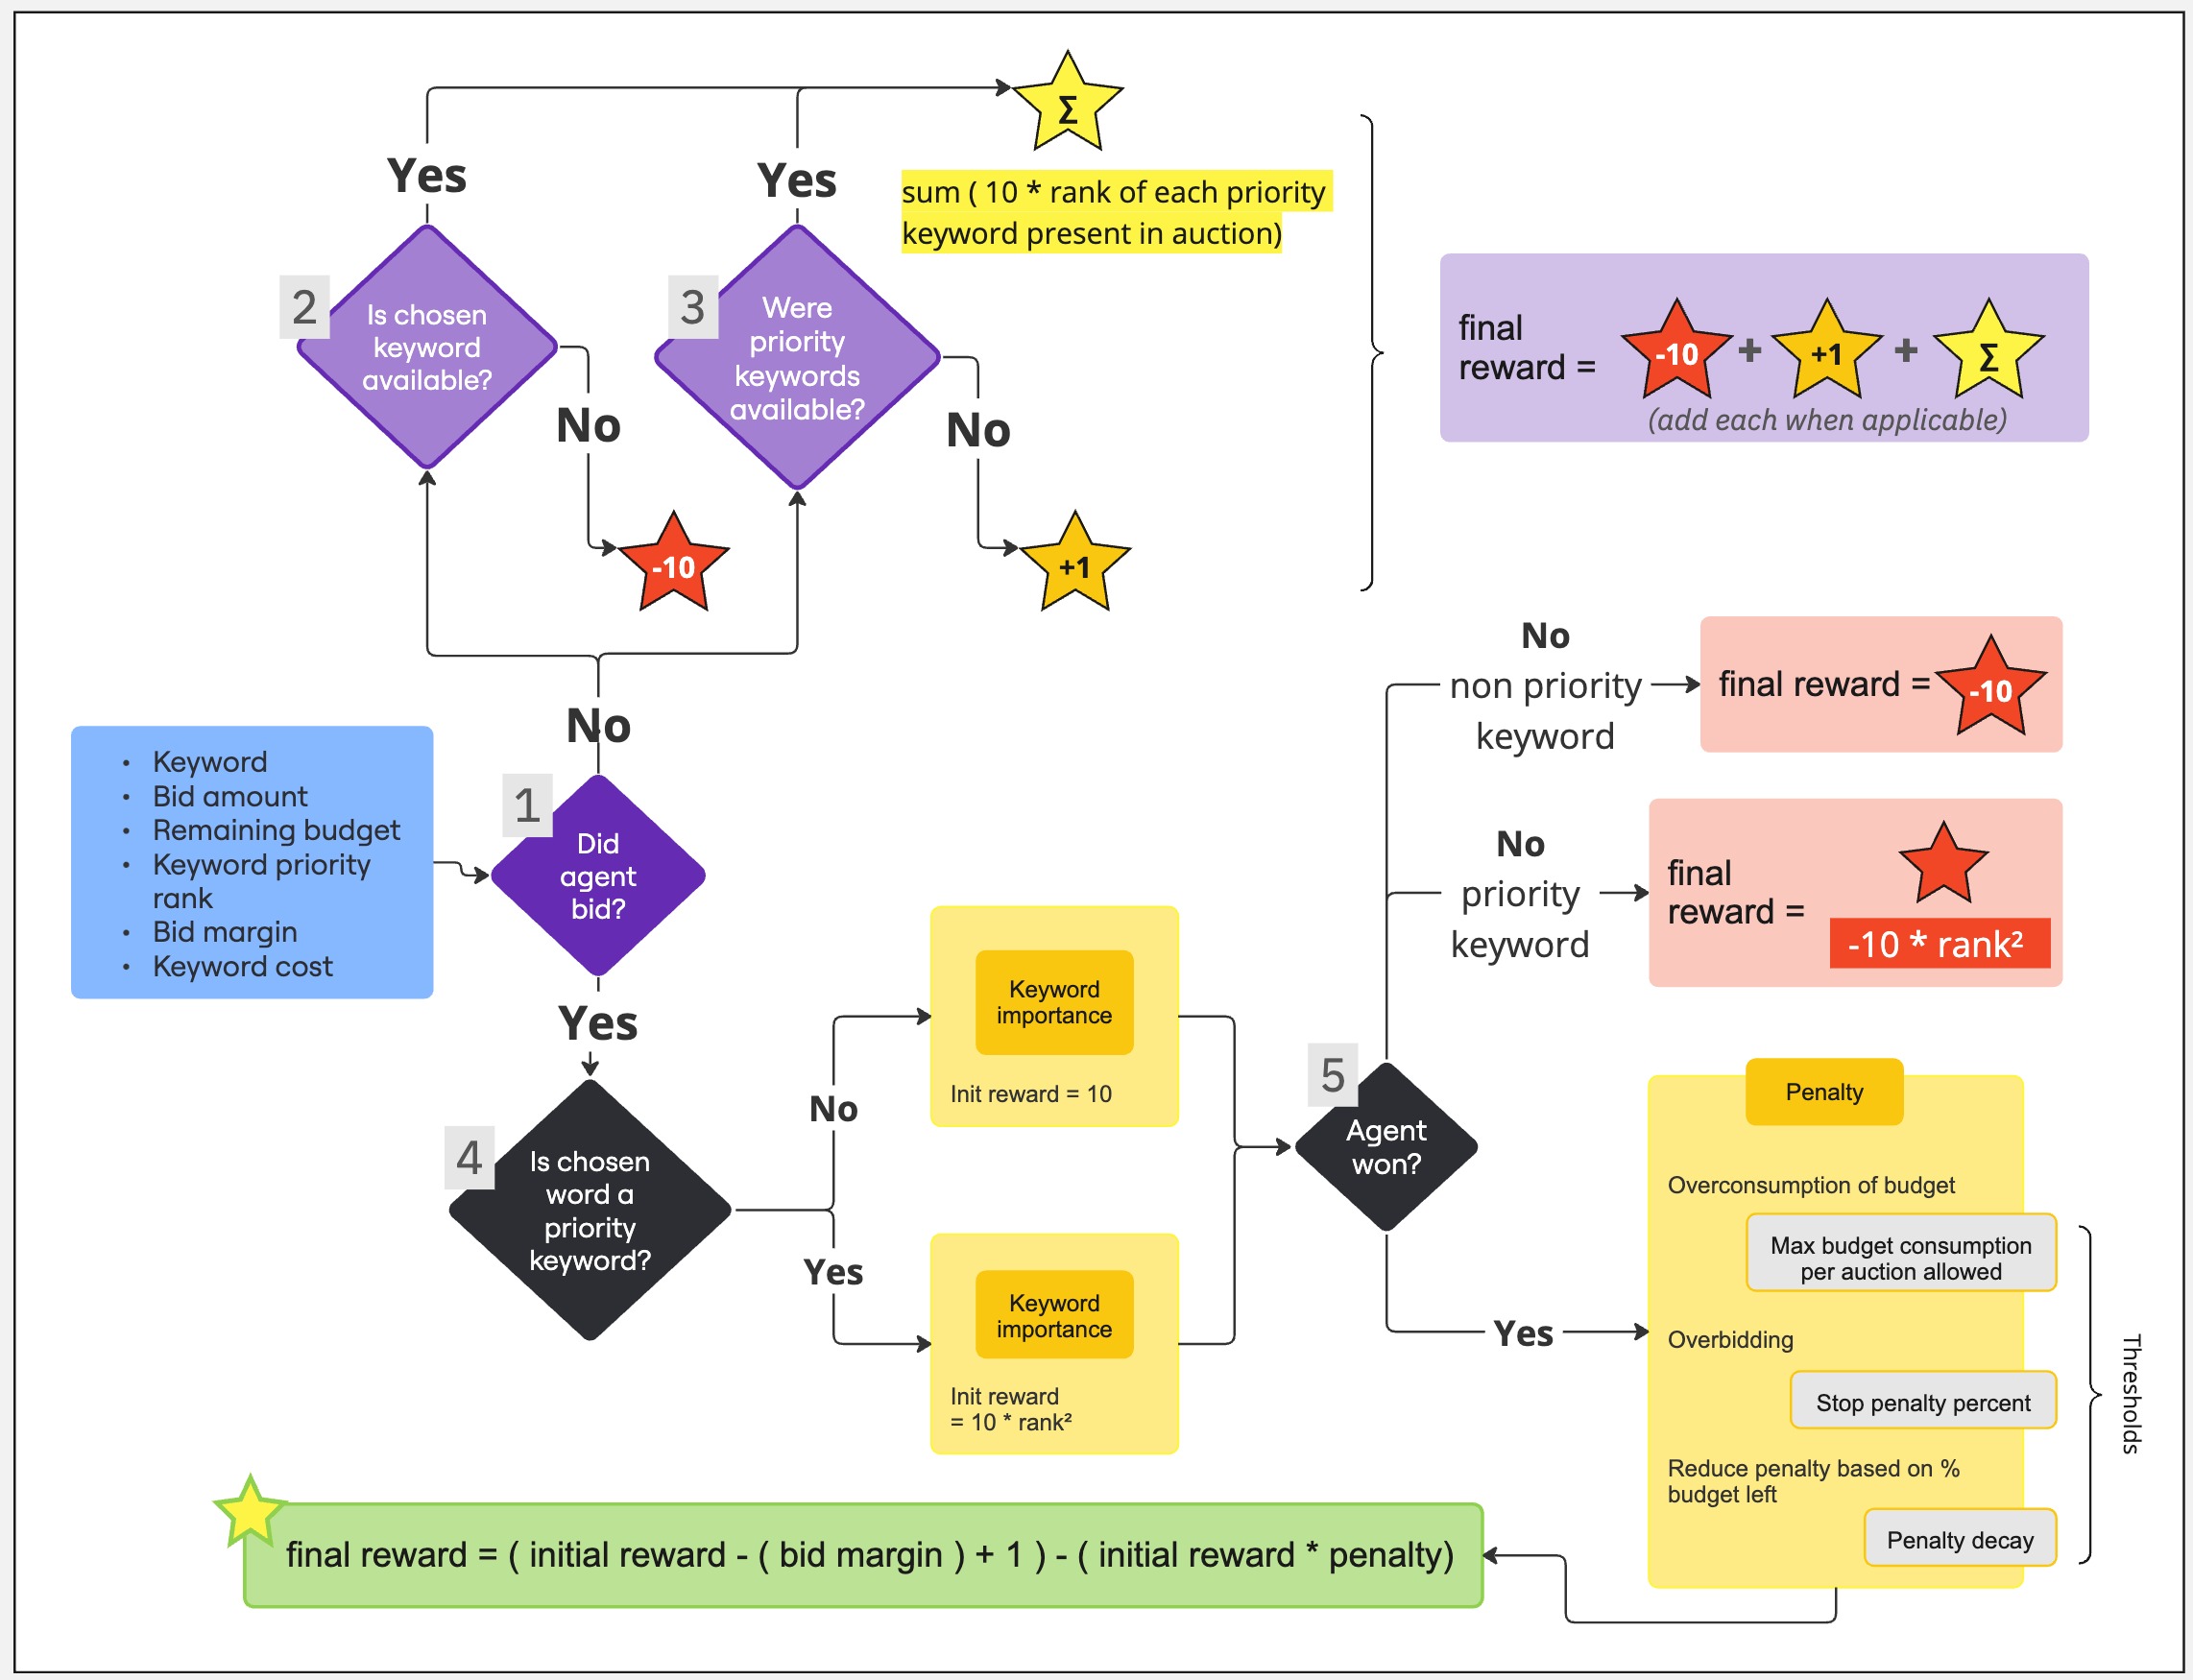 Σ
Yes
Yes
sum ( 10 * rank of each priority
keyword present in auction)
2
Is chosen
keyword
available?
3
Were
priority
keywords
available?
No
No
-10
+1
final
reward =
-10
+
+1
+
Σ
(add each when applicable)
No
non priority
keyword
final reward =
-10
No
priority
keyword
final
reward =
-10 * rank²
No
• Keyword
• Bid amount
• Remaining budget
• Keyword priority
rank
• Bid margin
• Keyword cost
1
Did
agent
bid?
Yes
4
Is chosen
word a
priority
keyword?
No
Keyword
importance
Init reward = 10
Yes
Keyword
importance
Init reward
= 10 * rank²
5
Agent
won?
Yes
Penalty
Overconsumption of budget
Max budget consumption
per auction allowed
Overbidding
Stop penalty percent
Reduce penalty based on %
budget left
Penalty decay
Thresholds
final reward = ( initial reward - ( bid margin ) + 1 ) - ( initial reward * penalty)